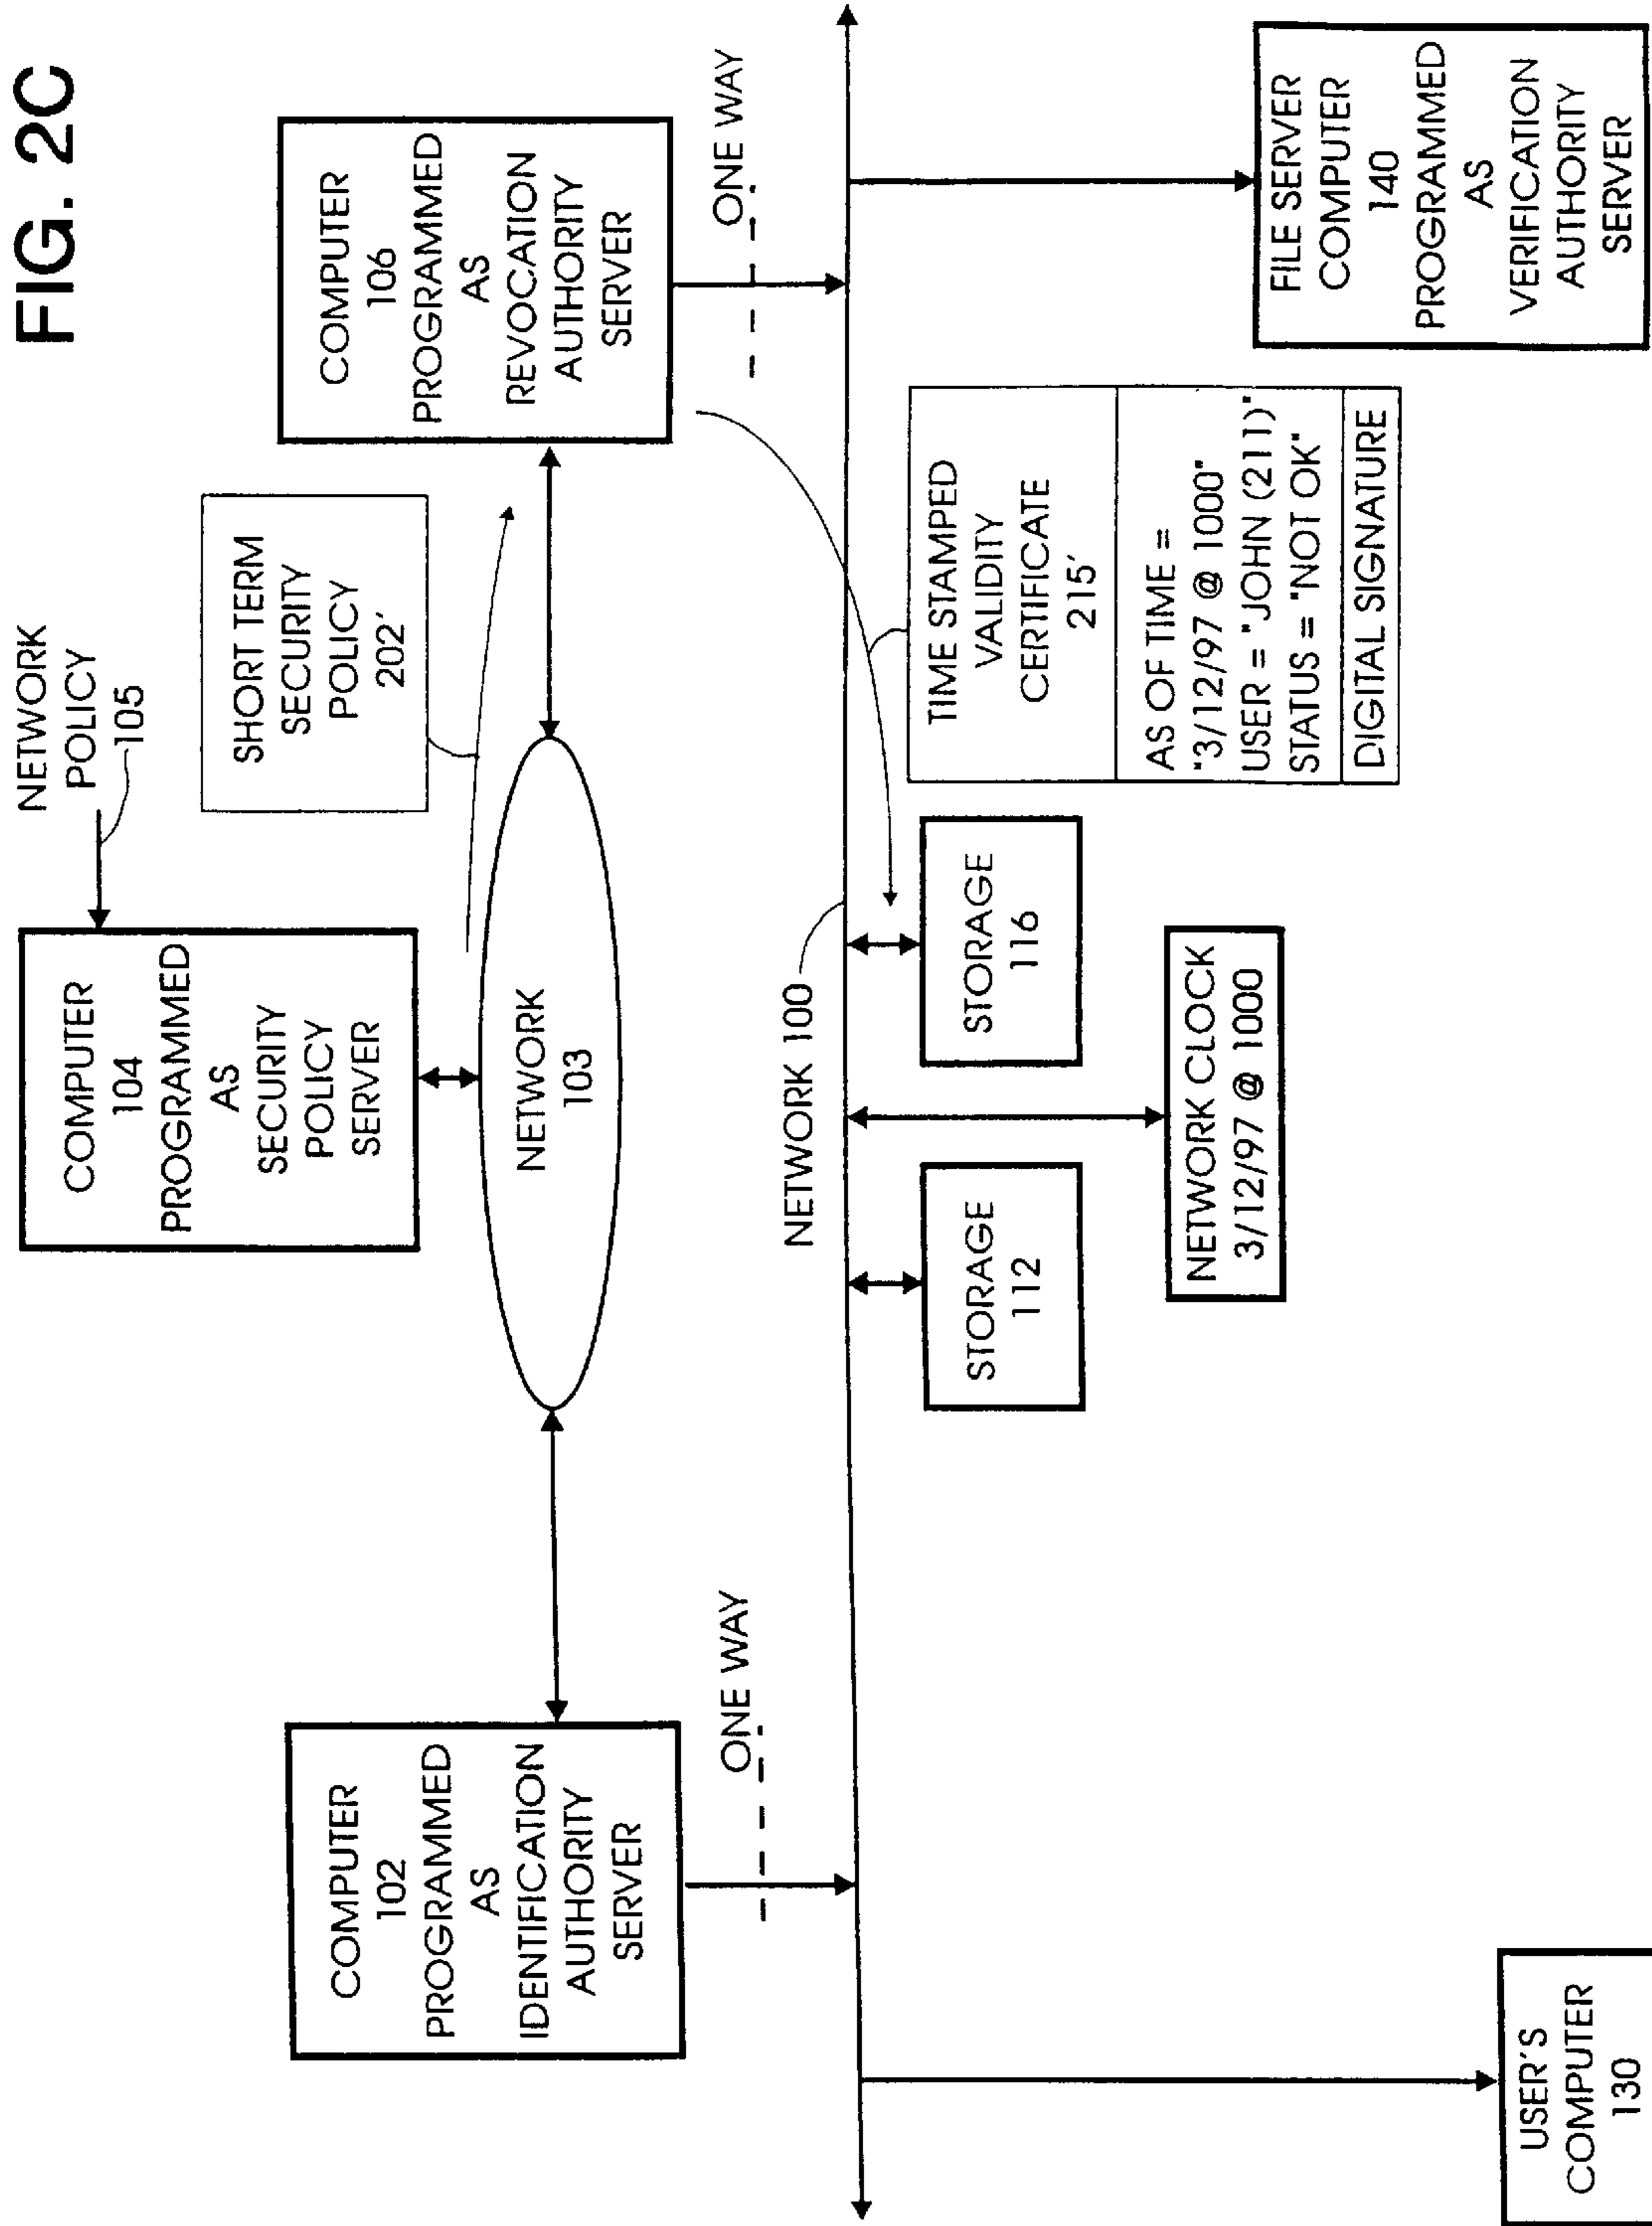 FIG. 2C
NETWORK
POLICY
105
COMPUTER
104
PROGRAMMED
AS
SECURITY
POLICY
SERVER
SHORT TERM
SECURITY
POLICY
202'
COMPUTER
102
PROGRAMMED
AS
IDENTIFICATION
AUTHORITY
SERVER
NETWORK
103
COMPUTER
106
PROGRAMMED
AS
REVOCATION
AUTHORITY
SERVER
ONE WAY
ONE WAY
NETWORK 100
STORAGE
112
STORAGE
116
NETWORK CLOCK
3/12/97 @ 1000
TIME STAMPED
VALIDITY
CERTIFICATE
215'
AS OF TIME =
"3/12/97 @ 1000"
USER = "JOHN (211)"
STATUS = "NOT OK"
DIGITAL SIGNATURE
USER'S
COMPUTER
130
FILE SERVER
COMPUTER
140
PROGRAMMED
AS
VERIFICATION
AUTHORITY
SERVER